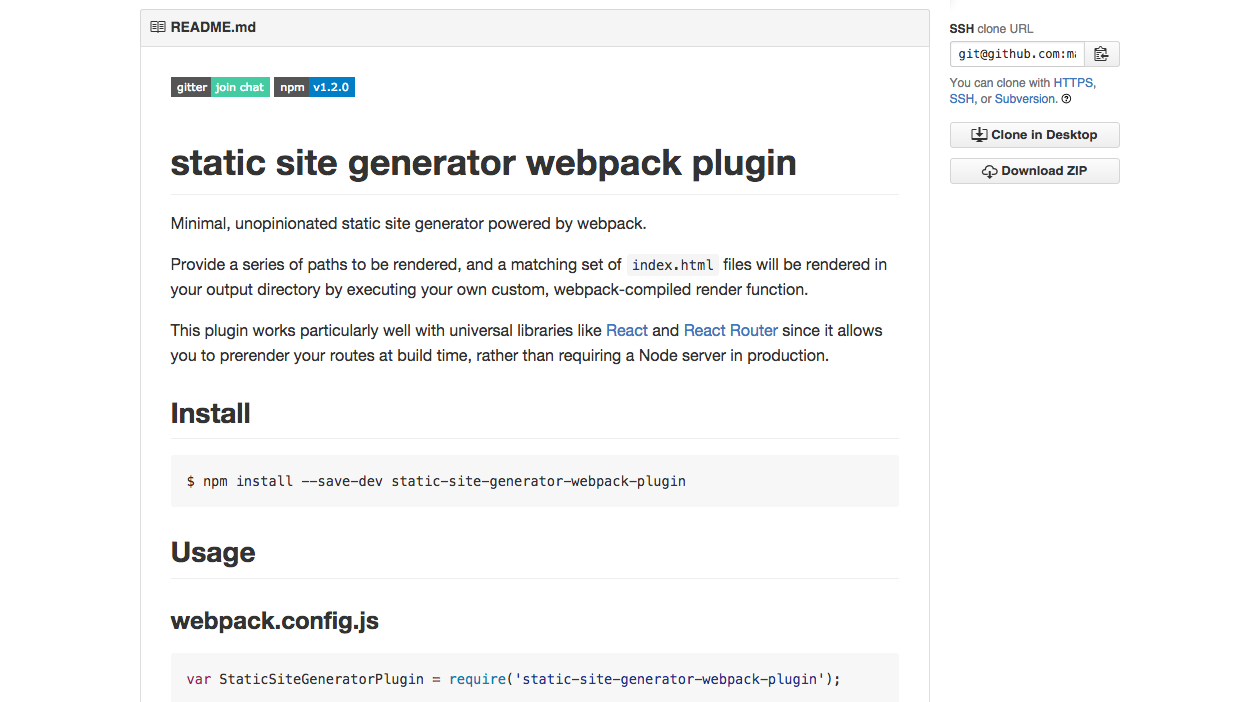 README.md
gitter join chat npm v1.2.0
static site generator webpack plugin
Minimal, unopinionated static site generator powered by webpack.
Provide a series of paths to be rendered, and a matching set of index.html files will be rendered in
your output directory by executing your own custom, webpack-compiled render function.
This plugin works particularly well with universal libraries like React and React Router since it allows
you to prerender your routes at build time, rather than requiring a Node server in production.
Install
$ npm install --save-dev static-site-generator-webpack-plugin
Usage
webpack.config.js
var StaticSiteGeneratorPlugin = require('static-site-generator-webpack-plugin');
SSH clone URL
git@github.com:ma
You can clone with HTTPS,
SSH, or Subversion.
Clone in Desktop
Download ZIP